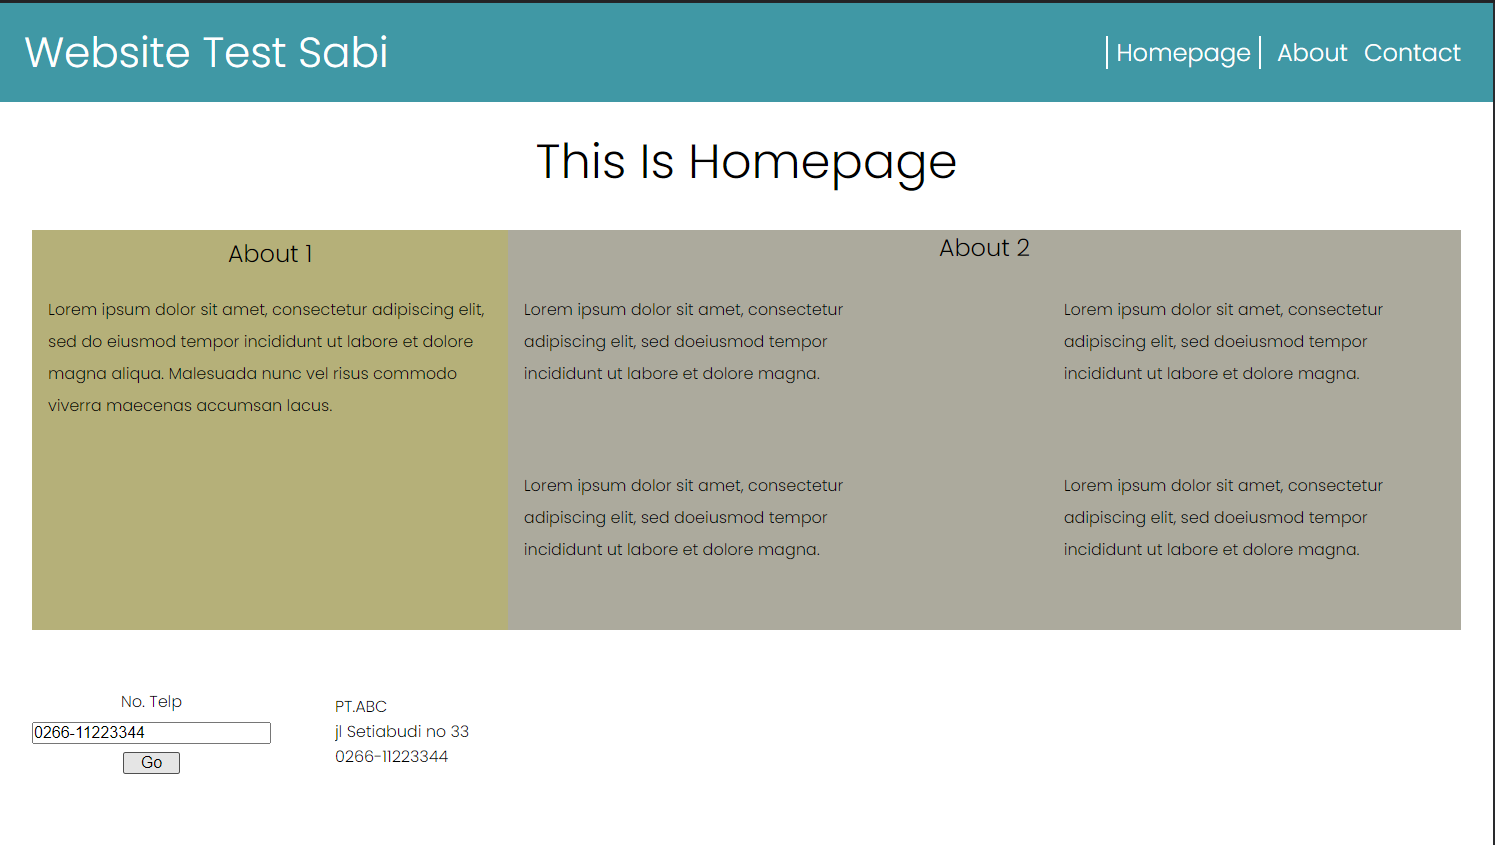 Website Test Sabi
Homepage About Contact
This Is Homepage
About 1
Lorem ipsum dolor sit amet, consectetur adipiscing elit,
sed do eiusmod tempor incididunt ut labore et dolore
magna aliqua. Malesuada nunc vel risus commodo
viverra maecenas accumsan lacus.
About 2
Lorem ipsum dolor sit amet, consectetur
adipiscing elit, sed doeiusmod tempor
incididunt ut labore et dolore magna.
Lorem ipsum dolor sit amet, consectetur
adipiscing elit, sed doeiusmod tempor
incididunt ut labore et dolore magna.
Lorem ipsum dolor sit amet, consectetur
adipiscing elit, sed doeiusmod tempor
incididunt ut labore et dolore magna.
Lorem ipsum dolor sit amet, consectetur
adipiscing elit, sed doeiusmod tempor
incididunt ut labore et dolore magna.
No. Telp
0266-11223344
Go
PT.ABC
jl Setiabudi no 33
0266-11223344